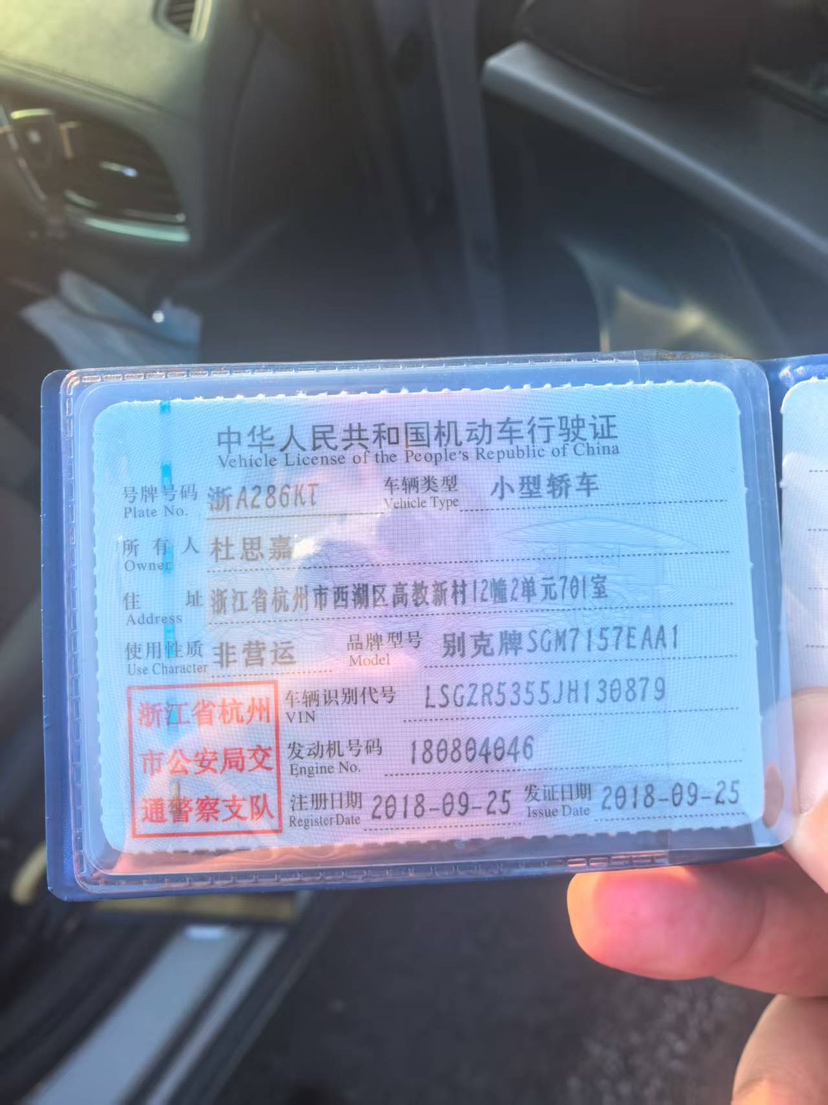 中华人民共和国机动车行驶证
Vehicle License of the People's Republic of China
号牌号码 浙A286KT 车辆类型 小型轿车
Plate No. Vehicle Type
所有人 杜思嘉
Owner
住址 浙江省杭州市西湖区高教新村12幢2单元701室
Address
使用性质 非营运 品牌型号 别克牌SGM7157EAA1
Use Character Model
浙江省杭州
市公安局交
通警察支队
车辆识别代号 LSGZR5355JH130879
VIN
发动机号码 180804046
Engine No.
注册日期 2018-09-25 发证日期 2018-09-25
Register Date Issue Date